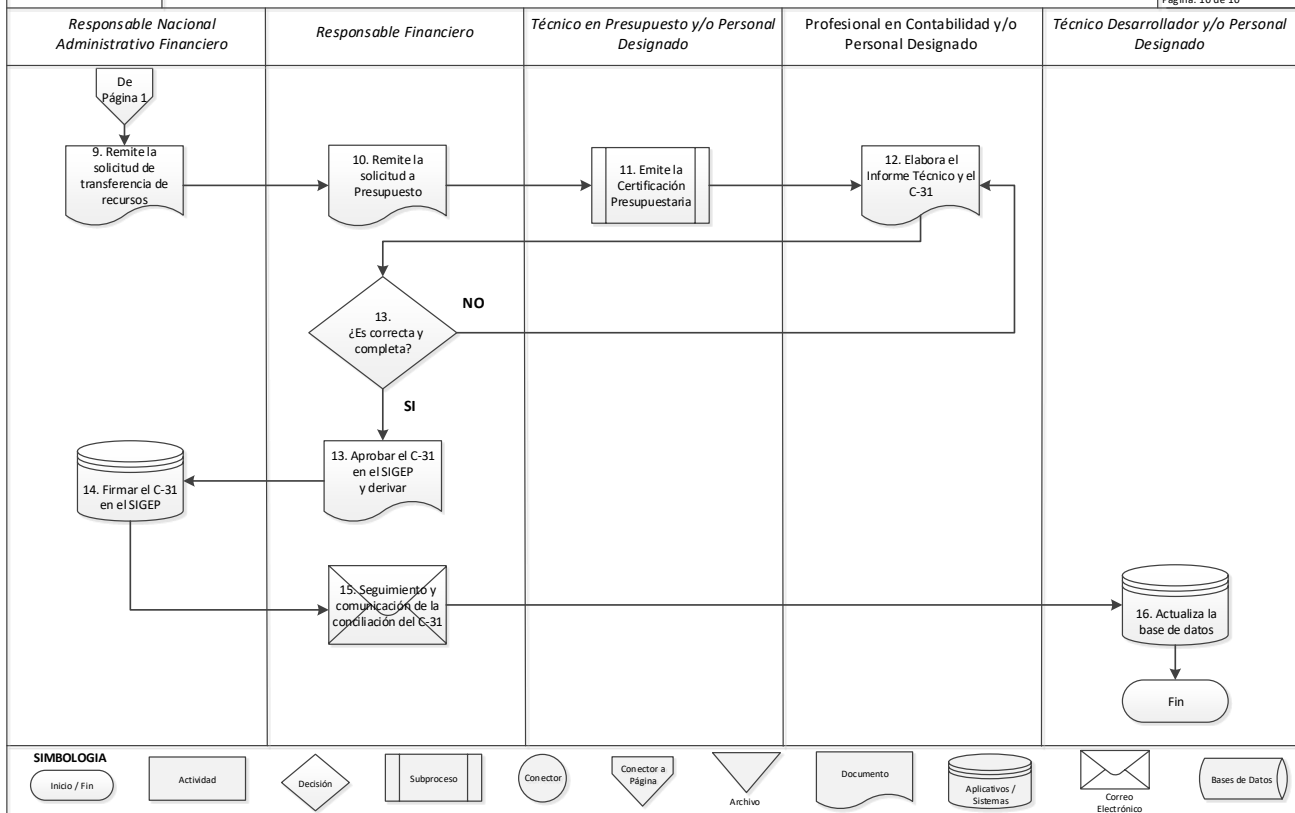 Página: 10 de 10
Responsable Nacional
Administrativo Financiero
Responsable Financiero
Técnico en Presupuesto y/o Personal
Designado
Profesional en Contabilidad y/o
Personal Designado
Técnico Desarrollador y/o Personal
Designado
De
Página 1
9. Remite la
solicitud de
transferencia de
recursos
10. Remite la
solicitud a
Presupuesto
11. Emite la
Certificación
Presupuestaria
12. Elabora el
Informe Técnico y el
C-31
13.
¿Es correcta y
completa?
NO
SI
13. Aprobar el C-31
en el SIGEP
y derivar
14. Firmar el C-31
en el SIGEP
15. Seguimiento y
comunicación de la
conciliación del C-31
16. Actualiza la
base de datos
Fin
SIMBOLOGIA
Inicio / Fin
Actividad
Decisión
Subproceso
Conector
Conector a
Página
Archivo
Documento
Aplicativos /
Sistemas
Correo
Electrónico
Bases de Datos